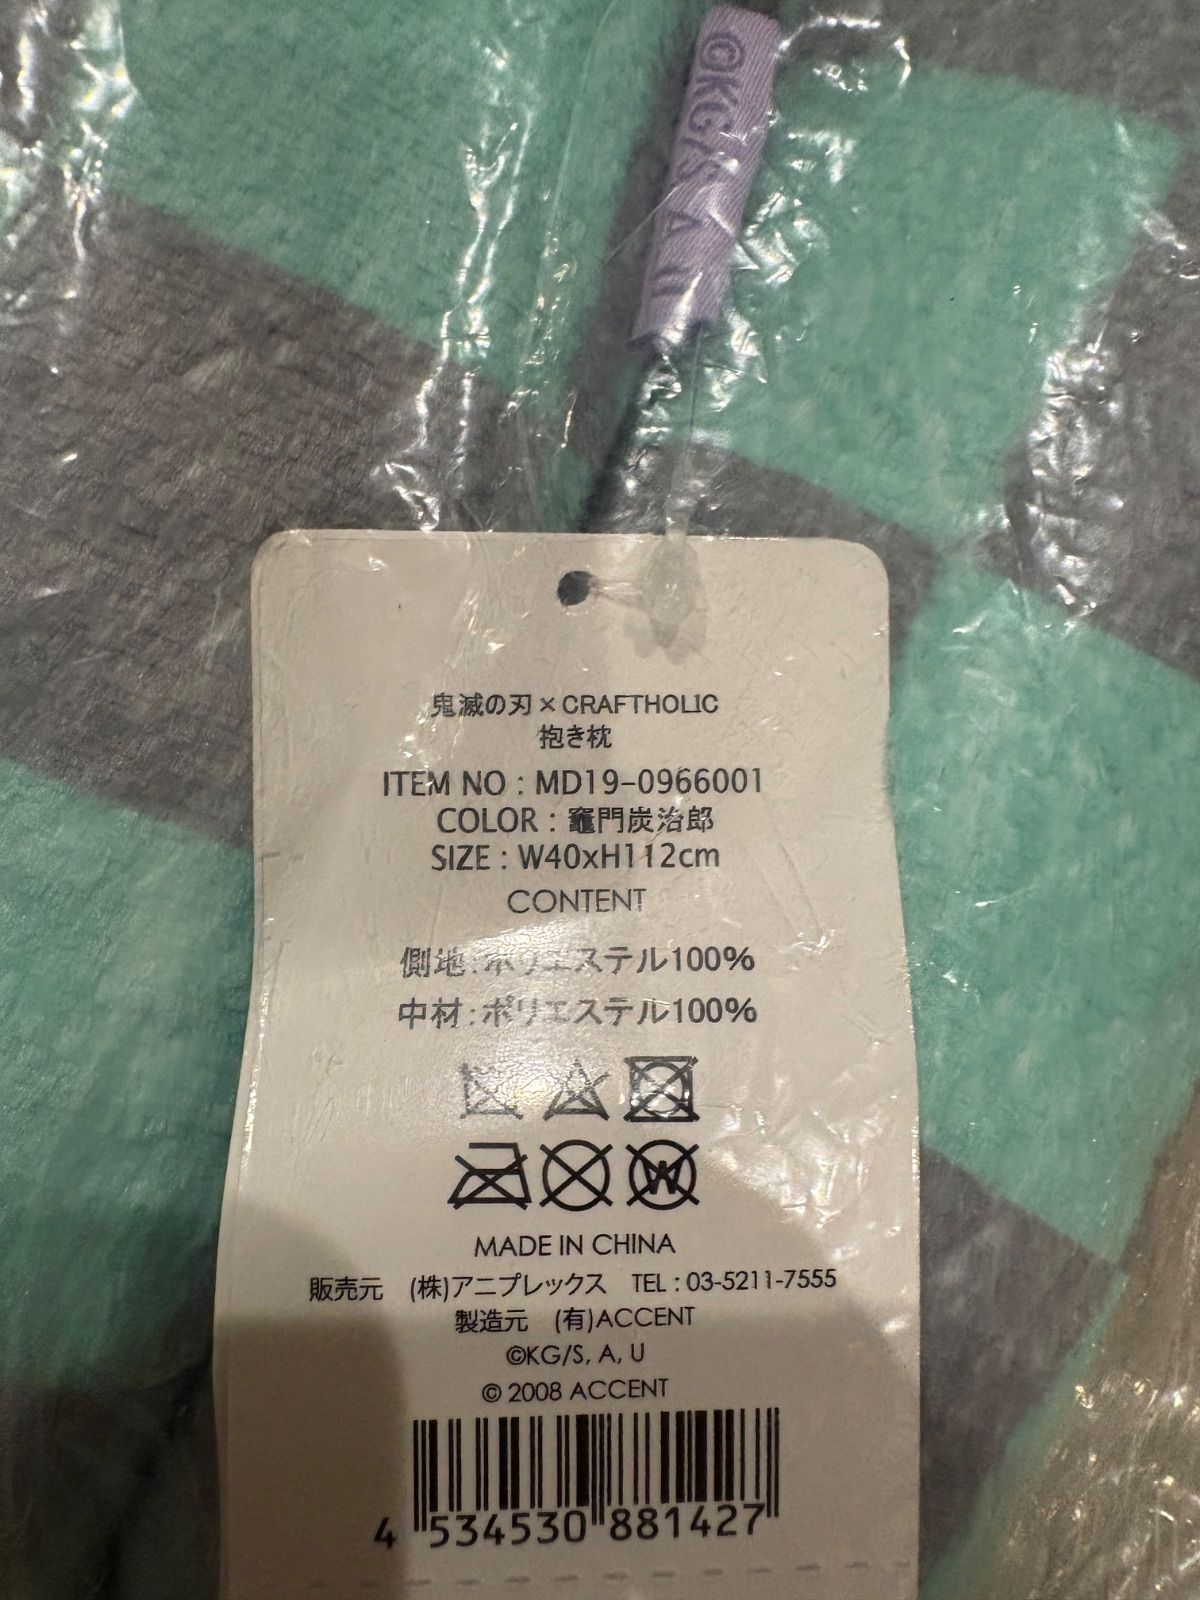 ©KG/S, A, U
鬼滅の刃×CRAFTHOLIC
抱き枕
ITEM NO : MD19-0966001
COLOR : 竈門炭治郎
SIZE : W40xH112cm
CONTENT
側地:ポリエステル100%
中材:ポリエステル100%
W
MADE IN CHINA
販売元 (株)アニプレックス TEL : 03-5211-7555
製造元 (有)ACCENT
©KG/S, A, U
© 2008 ACCENT
4 534530 881427